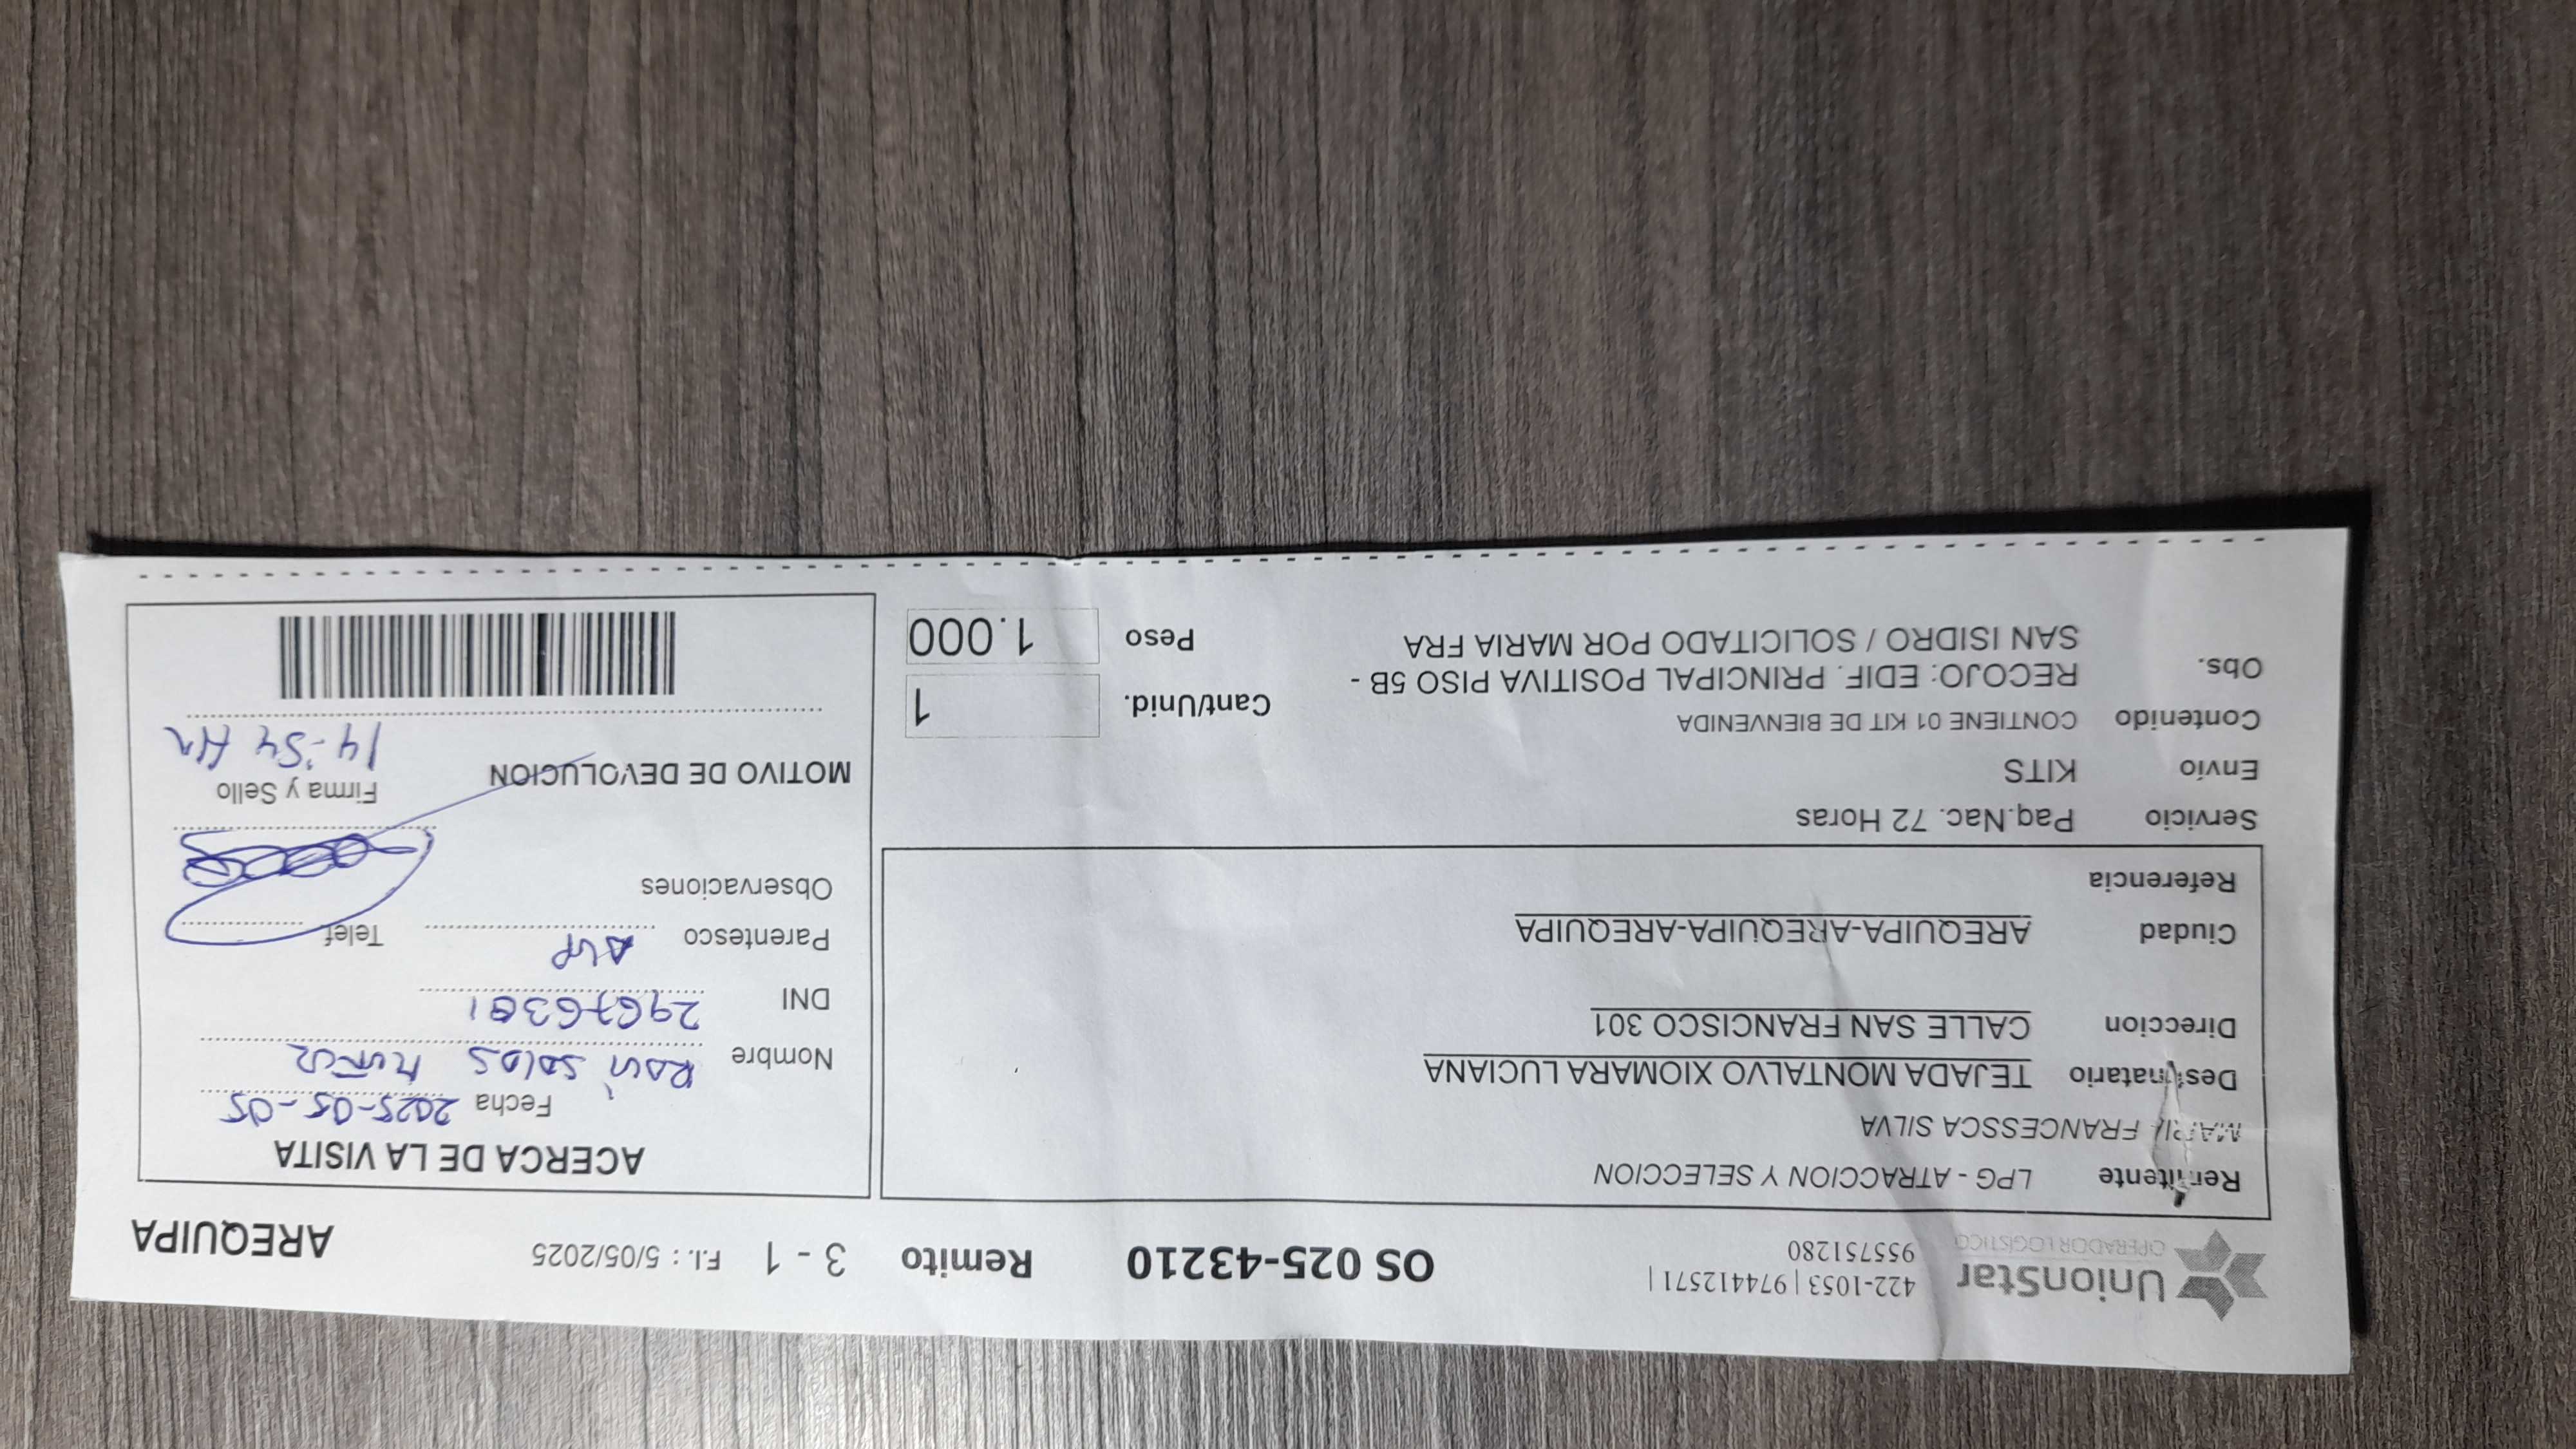 UnionStar
OPERADOR LOGÍSTICO
422-1053 | 974412571 |
955751280
OS 025-43210
Remito 3 - 1 F.I. : 5/05/2025
AREQUIPA
Remitente LPG - ATRACCION Y SELECCION
MARIA FRANCESSCA SILVA
Destinatario TEJADA MONTALVO XIOMARA LUCIANA
Direccion CALLE SAN FRANCISCO 301
Ciudad AREQUIPA-AREQUIPA-AREQUIPA
Referencia
Servicio Paq.Nac. 72 Horas
Envío KITS
Contenido CONTIENE 01 KIT DE BIENVENIDA
Obs. RECOJO: EDIF. PRINCIPAL POSITIVA PISO 5B -
SAN ISIDRO / SOLICITADO POR MARIA FRA
Cant/Unid. 1
Peso 1.000
ACERCA DE LA VISITA
Fecha 2025-05-05
Nombre
DNI 29676301
Parentesco Telef
Observaciones
Firma y Sello
MOTIVO DE DEVOLUCION
14:54 Hr